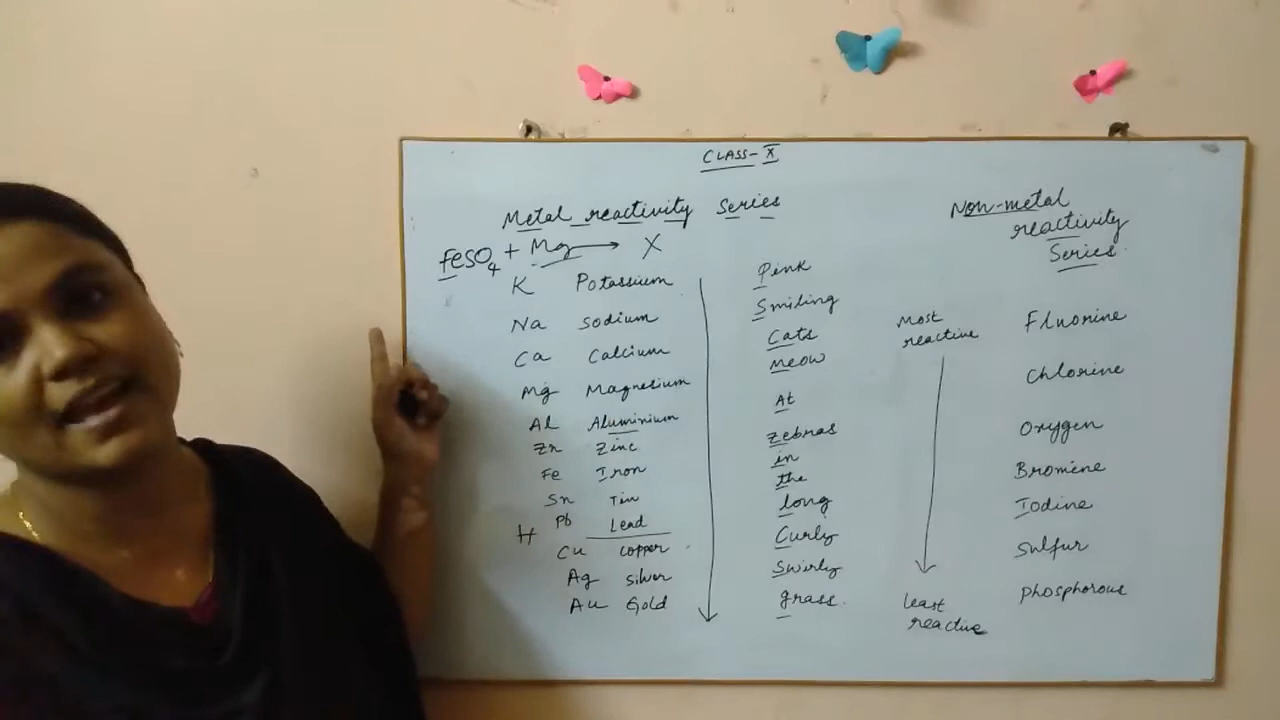 CLASS-X
Metal reactivity Series
FeSO4 + Mg → X
K Potassium
Na Sodium
Ca Calcium
Mg Magnesium
Al Aluminium
Zn Zinc
Fe Iron
Sn Tin
Pb Lead
H
Cu Copper
Ag Silver
Au Gold
Pink
Smiling
Cats
Meow
At
Zebras
in
the
long
Curly
Swirly
grass.
Non-metal
reactivity
Series.
Most
reactive
least
reactive
Fluorine
Chlorine
Oxygen
Bromine
Iodine
Sulfur
Phosphorous